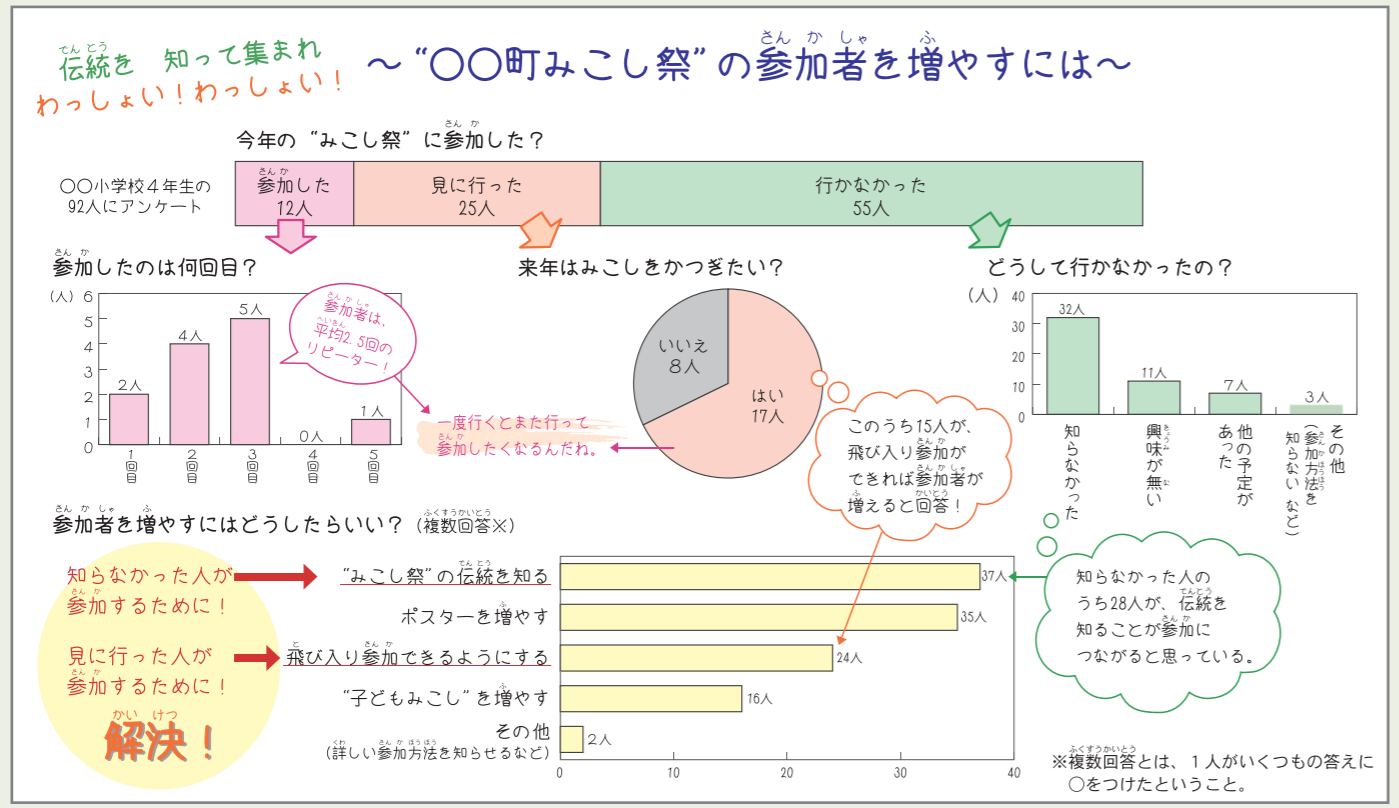 伝統を 知って集まれ
わっしょい！わっしょい！
～“〇〇町みこし祭”の参加者を増やすには～
今年の“みこし祭”に参加した？
〇〇小学校４年生の
92人にアンケート
参加した
12人
見に行った
25人
行かなかった
55人
参加したのは何回目？
（人）
6
5
4
3
2
1
0
2人
4人
5人
0人
1人
1回目
2回目
3回目
4回目
5回目
参加者は、
平均2.5回の
リピーター！
一度行くとまた行って
参加したくなるんだね。
来年はみこしをかつぎたい？
いいえ
8人
はい
17人
このうち15人が、
飛び入り参加が
できれば参加者が
増えると回答！
どうして行かなかったの？
（人）
40
30
20
10
0
32人
11人
7人
3人
知らなかった
興味が無い
他の予定が
あった
その他
（参加方法を
知らない など）
参加者を増やすにはどうしたらいい？（複数回答※）
知らなかった人が
参加するために！
見に行った人が
参加するために！
解決！
“みこし祭”の伝統を知る
37人
ポスターを増やす
35人
飛び入り参加できるようにする
24人
“子どもみこし”を増やす
16人
その他
（詳しい参加方法を知らせるなど）
2人
0
10
20
30
40
知らなかった人の
うち28人が、伝統を
知ることが参加に
つながると思っている。
※複数回答とは、１人がいくつもの答えに
〇をつけたということ。